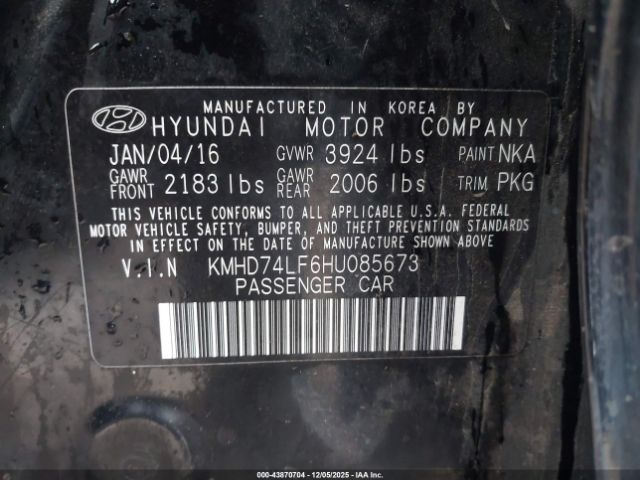 MANUFACTURED IN KOREA BY
HYUNDAI MOTOR COMPANY
JAN/04/16 GVWR 3924 lbs PAINT NKA
GAWR FRONT 2183 lbs GAWR REAR 2006 lbs TRIM PKG
THIS VEHICLE CONFORMS TO ALL APPLICABLE U.S.A. FEDERAL
MOTOR VEHICLE SAFETY, BUMPER, AND THEFT PREVENTION STANDARDS
IN EFFECT ON THE DATE OF MANUFACTURE SHOWN ABOVE
V.I.N KMHD74LF6HU085673
PASSENGER CAR
000-43870704 - 12/05/2025 - IAAI.COM